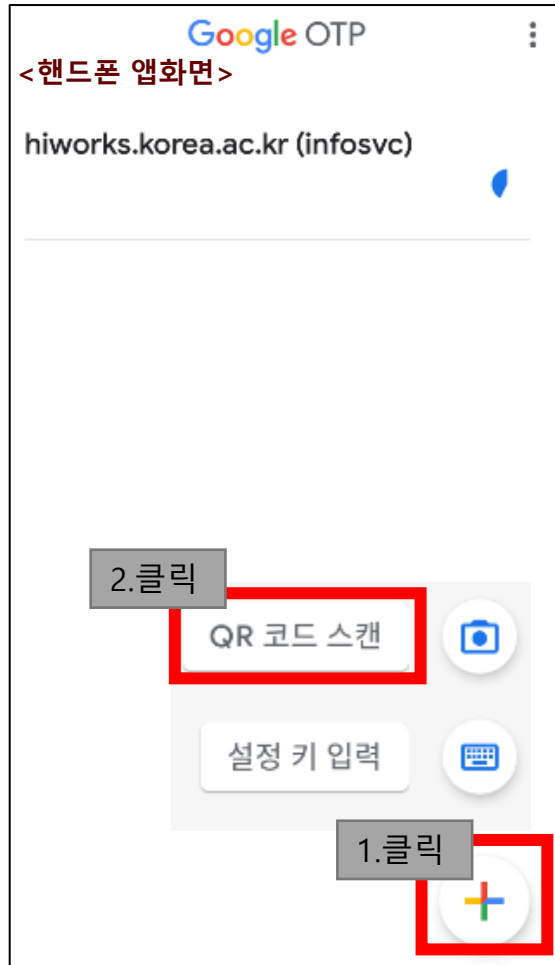 Google OTP
<핸드폰 앱화면>
hiworks.korea.ac.kr (infosvc)
2.클릭
QR 코드 스캔
설정 키 입력
1.클릭